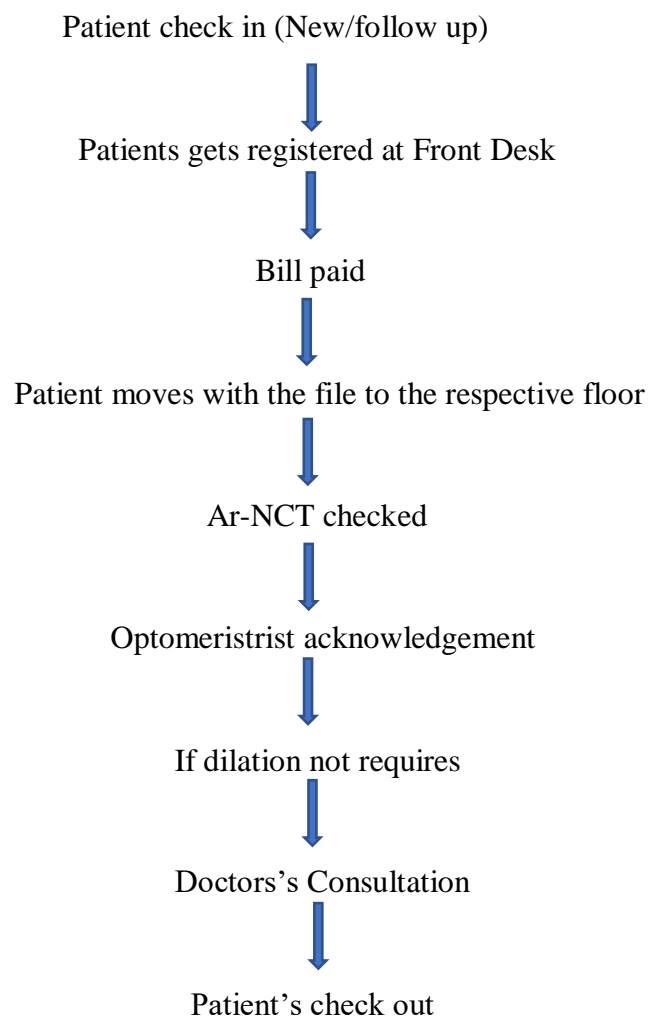 Patient check in (New/follow up)
Patients gets registered at Front Desk
Bill paid
Patient moves with the file to the respective floor
Ar-NCT checked
Optomeristrist acknowledgement
If dilation not requires
Doctors's Consultation
Patient’s check out